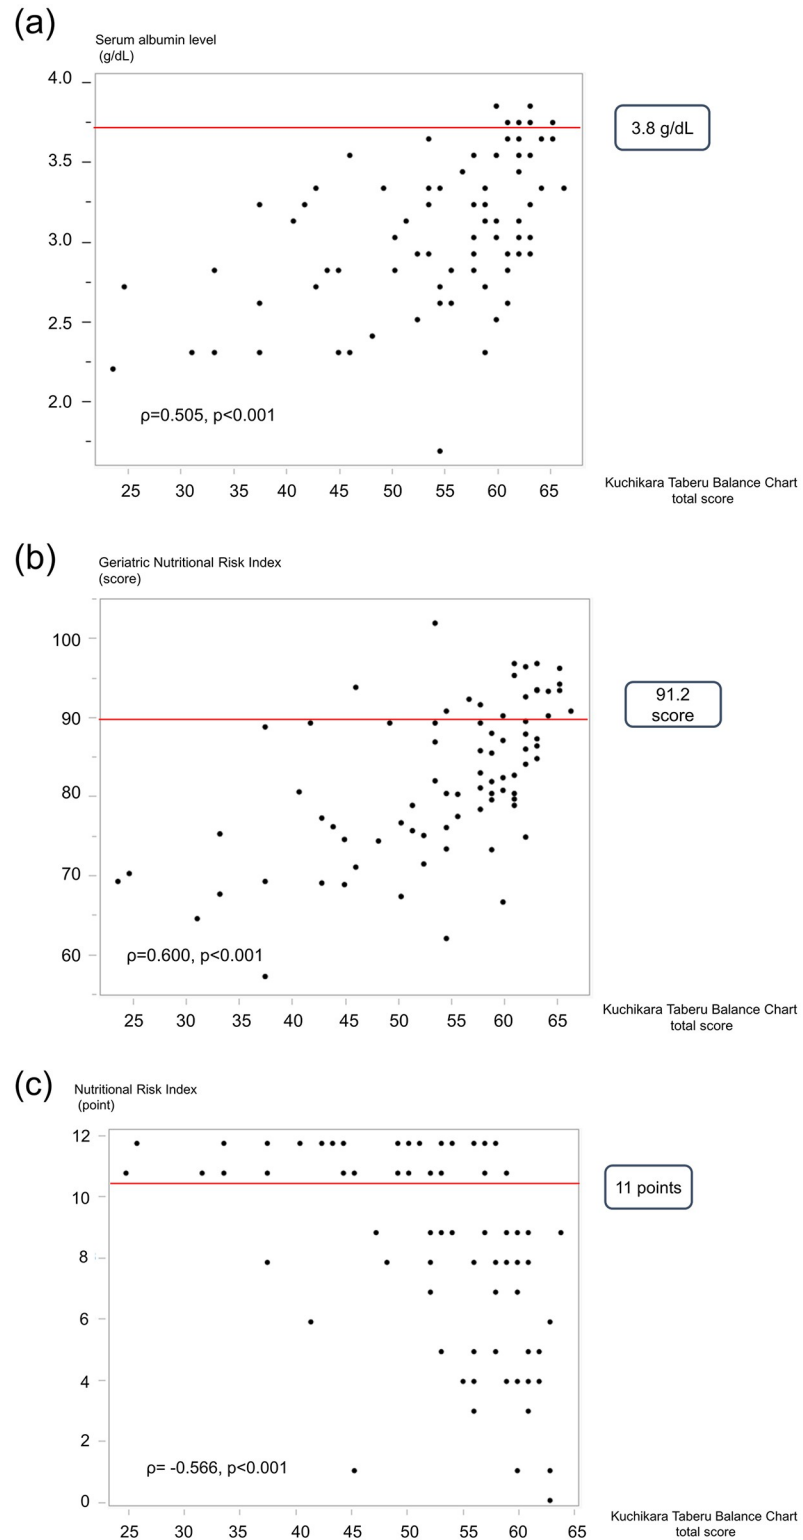 (a)
Serum albumin level
(g/dL)
4.0
3.5
3.0
2.5
2.0
3.8 g/dL
ρ=0.505, p<0.001
25 30 35 40 45 50 55 60 65
Kuchikara Taberu Balance Chart
total score
(b)
Geriatric Nutritional Risk Index
(score)
100
90
80
70
60
91.2
score
ρ=0.600, p<0.001
25 30 35 40 45 50 55 60 65
Kuchikara Taberu Balance Chart
total score
(c)
Nutritional Risk Index
(point)
12
10
8
6
4
2
0
11 points
ρ= -0.566, p<0.001
25 30 35 40 45 50 55 60 65
Kuchikara Taberu Balance Chart
total score